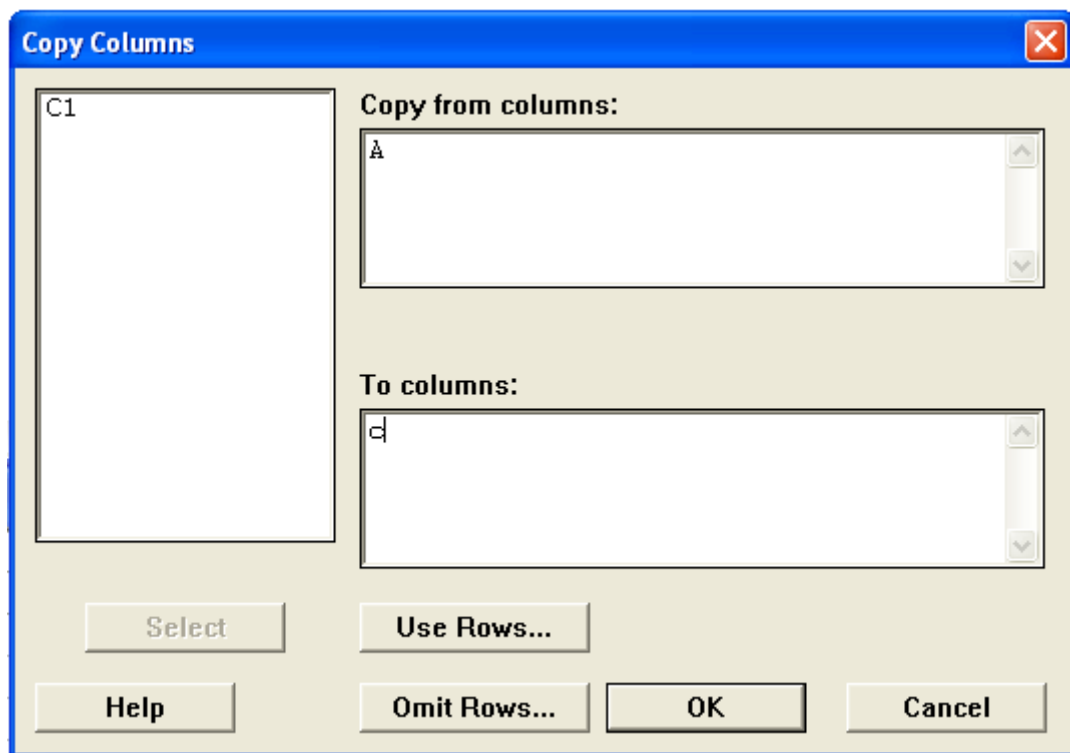 Copy Columns
C1
Copy from columns:
A
To columns:
c
Select
Use Rows...
Help
Omit Rows...
OK
Cancel